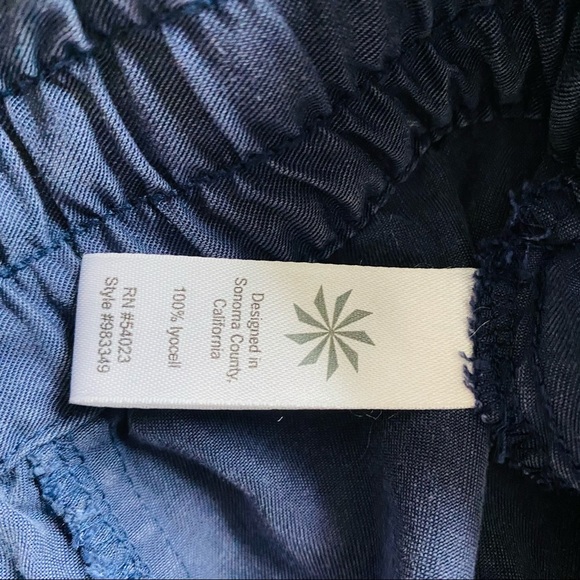 Designed in
Sonoma County,
California
100% lyocell
RN #54023
Style #983349